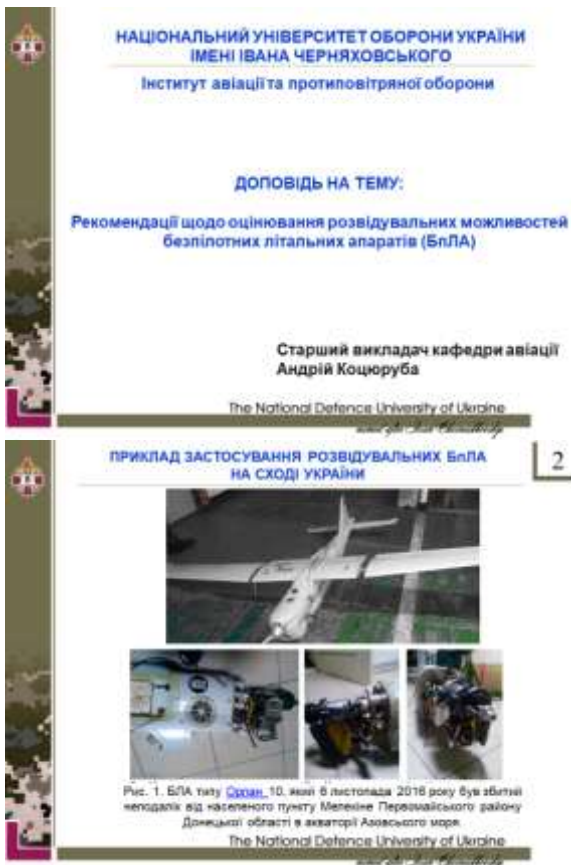 НАЦІОНАЛЬНИЙ УНІВЕРСИТЕТ ОБОРОНИ УКРАЇНИ
ІМЕНІ ІВАНА ЧЕРНЯХОВСЬКОГО
Інститут авіації та протиповітряної оборони
ДОПОВІДЬ НА ТЕМУ:
Рекомендації щодо оцінювання розвідувальних можливостей
безпілотних літальних апаратів (БпЛА)
Старший викладач кафедри авіації
Андрій Коцюруба
The National Defence University of Ukraine
ПРИКЛАД ЗАСТОСУВАННЯ РОЗВІДУВАЛЬНИХ БпЛА
НА СХОДІ УКРАЇНИ
2
Рис. 1. БЛА типу Орлан 10, який 6 листопада 2016 року був збитий
неподалік від населеного пункту Мелекіне Первомайського району
Донецької області в акваторії Азовського моря
The National Defence University of Ukraine